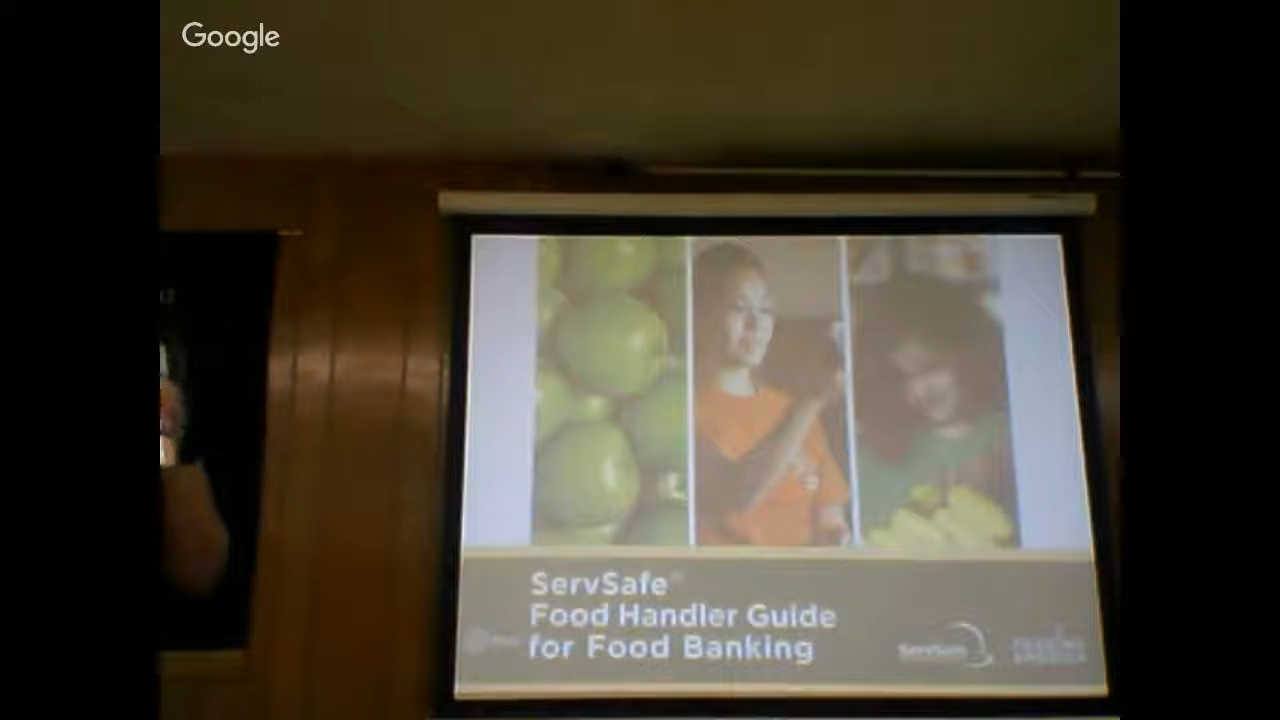 Google
ServSafe®
Food Handler Guide
for Food Banking
ServSafe